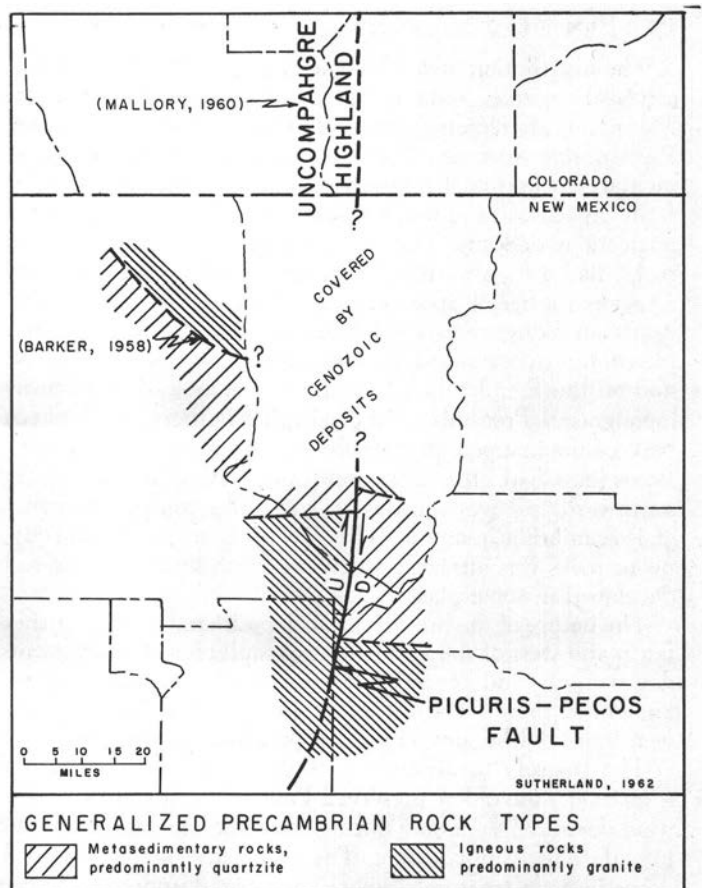 UNCOMPAHGRE
HIGHLAND
(MALLORY, 1960)
COLORADO
NEW MEXICO
?
COVERED
BY
CENOZOIC
DEPOSITS
(BARKER, 1958)
?
?
U
D
PICURIS-PECOS
FAULT
0 5 10 15 20
MILES
SUTHERLAND, 1962
GENERALIZED PRECAMBRIAN ROCK TYPES
Metasedimentary rocks,
predominantly quartzite
Igneous rocks
predominantly granite